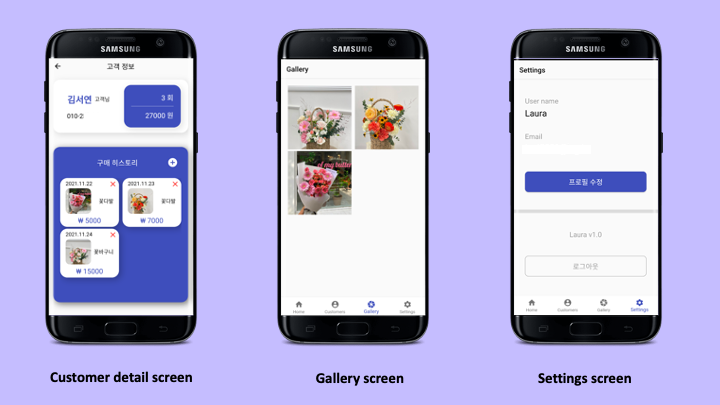 SAMSUNG
고객 정보
김서연 고객님
010-2
3 회
27000 원
구매 히스토리
2021.11.22
꽃다발
₩ 5000
2021.11.23
꽃다발
₩ 7000
2021.11.24
꽃바구니
₩ 15000
Customer detail screen
SAMSUNG
Gallery
Home
Customers
Gallery
Settings
Gallery screen
SAMSUNG
Settings
User name
Laura
Email
프로필 수정
Laura v1.0
로그아웃
Home
Customers
Gallery
Settings
Settings screen